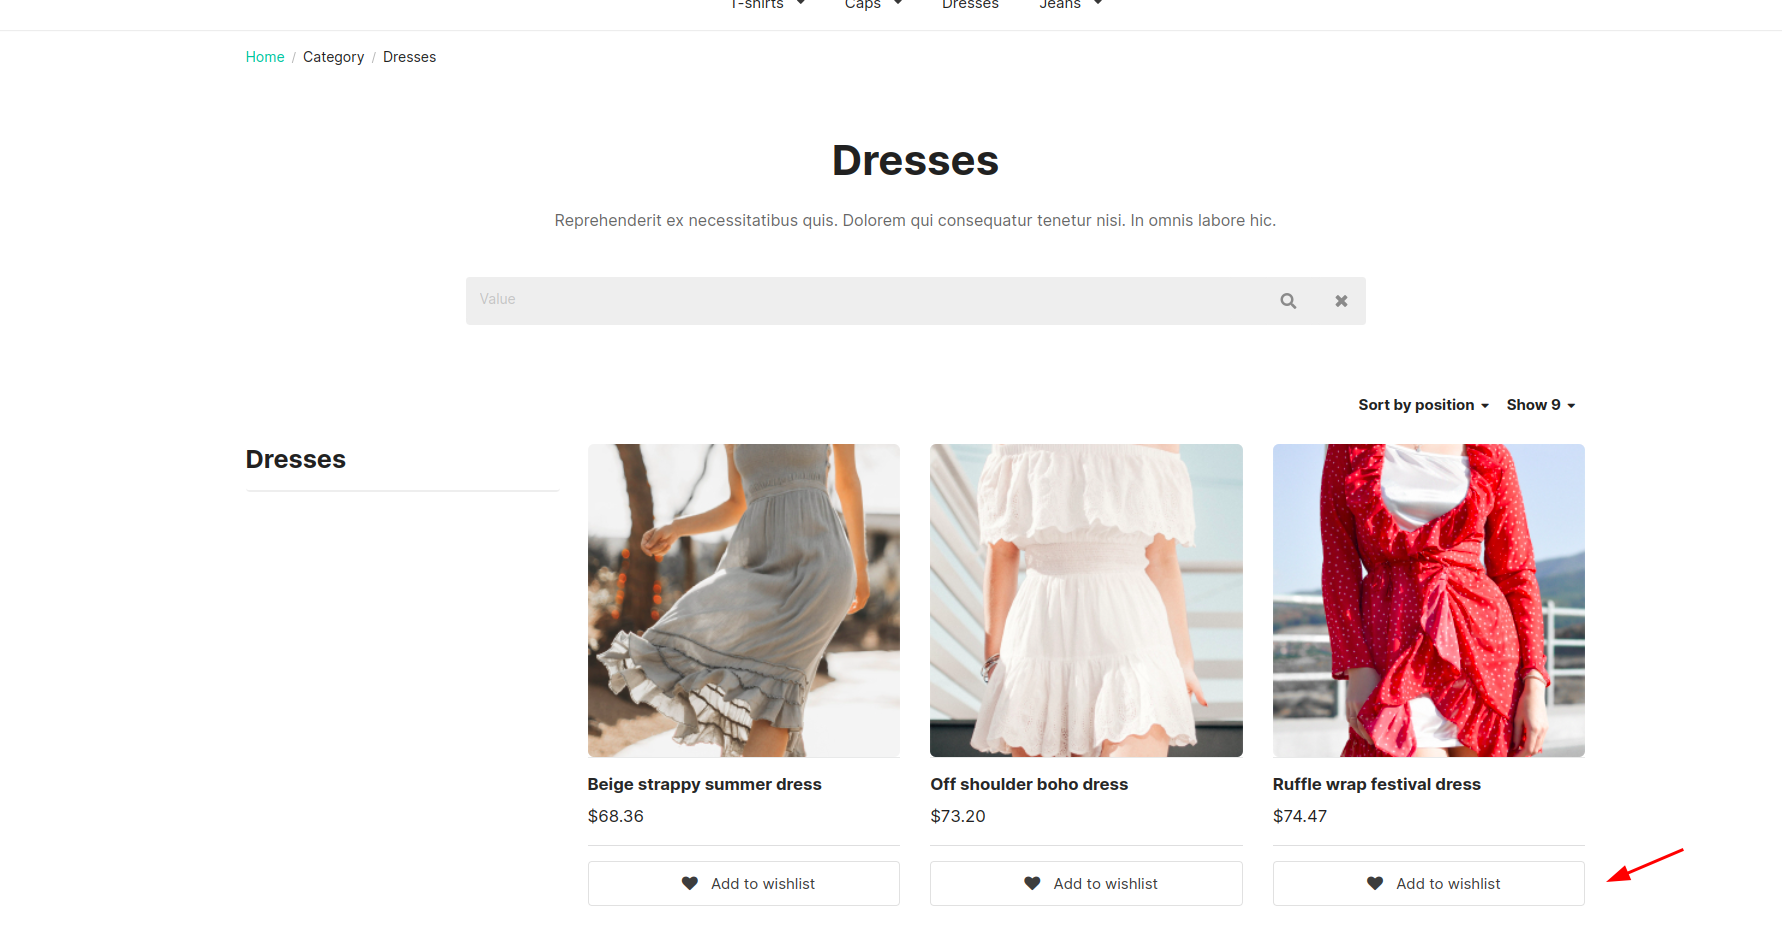 T-shirts Caps Dresses Jeans
Home / Category / Dresses
Dresses
Reprehenderit ex necessitatibus quis. Dolorem qui consequatur tenetur nisi. In omnis labore hic.
Value
Sort by position Show 9
Dresses
Beige strappy summer dress
$68.36
Add to wishlist
Off shoulder boho dress
$73.20
Add to wishlist
Ruffle wrap festival dress
$74.47
Add to wishlist